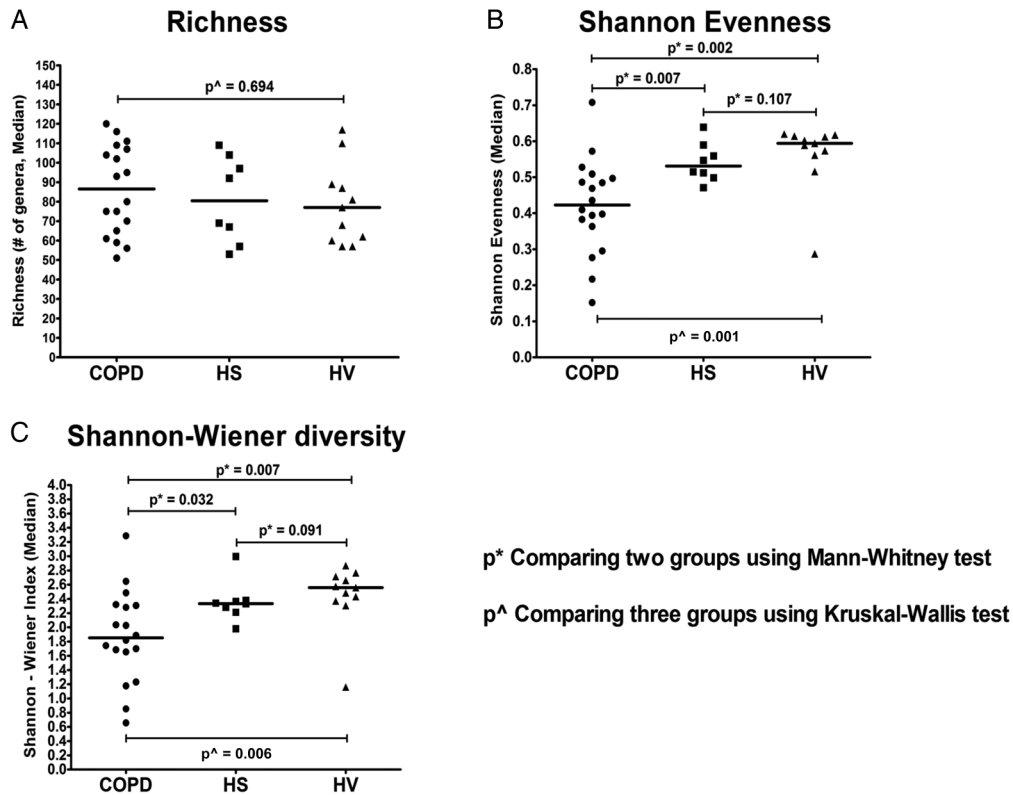 A
Richness
Richness (# of genera, Median)
150
140
130
120
110
100
90
80
70
60
50
40
30
20
10
0
p^ = 0.694
COPD HS HV
B
Shannon Evenness
Shannon Evenness (Median)
0.8
0.7
0.6
0.5
0.4
0.3
0.2
0.1
0.0
p* = 0.002
p* = 0.007
p* = 0.107
p^ = 0.001
COPD HS HV
C
Shannon-Wiener diversity
Shannon - Wiener Index (Median)
4.0
3.8
3.6
3.4
3.2
3.0
2.8
2.6
2.4
2.2
2.0
1.8
1.6
1.4
1.2
1.0
0.8
0.6
0.4
0.2
0.0
p* = 0.007
p* = 0.032
p* = 0.091
p^ = 0.006
COPD HS HV
p* Comparing two groups using Mann-Whitney test
p^ Comparing three groups using Kruskal-Wallis test